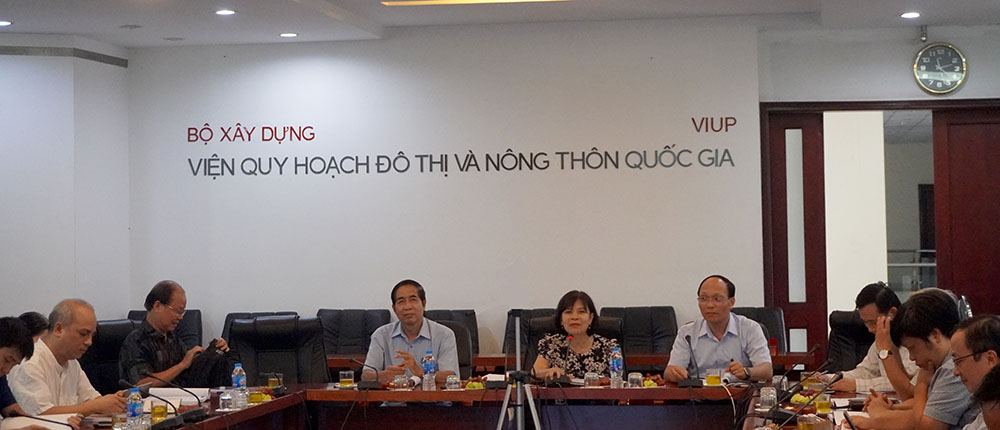 BỘ XÂY DỰNG
VIUP
VIỆN QUY HOẠCH ĐÔ THỊ VÀ NÔNG THÔN QUỐC GIA